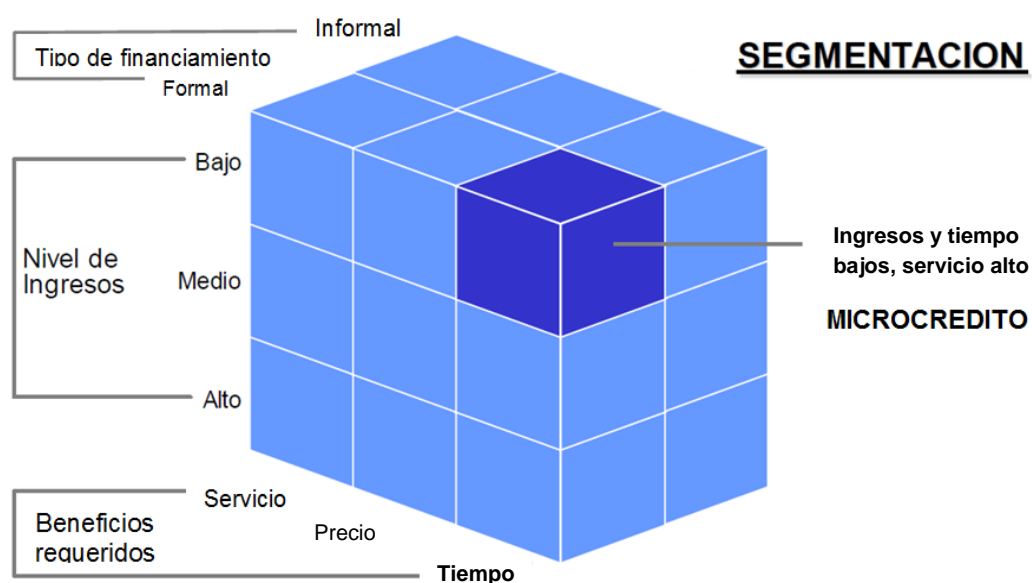 Informal
SEGMENTACION
Tipo de financiamiento
Formal
Bajo
Nivel de
Ingresos
Medio
Alto
Ingresos y tiempo
bajos, servicio alto
MICROCREDITO
Servicio
Beneficios
requeridos
Precio
Tiempo